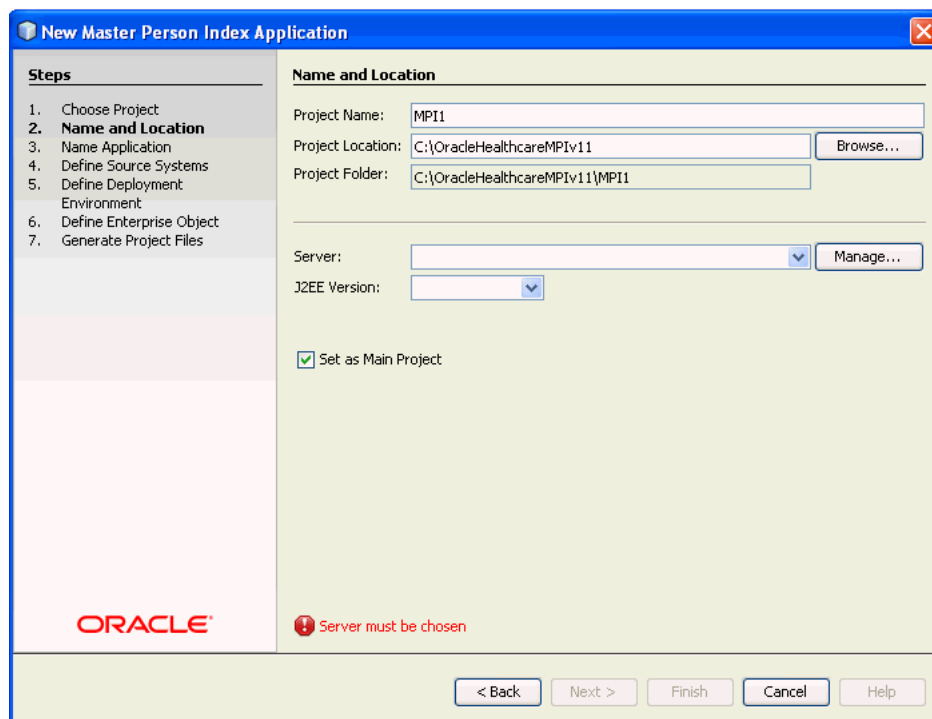 New Master Person Index Application
Steps
1. Choose Project
2. Name and Location
3. Name Application
4. Define Source Systems
5. Define Deployment
Environment
6. Define Enterprise Object
7. Generate Project Files
ORACLE
Name and Location
Project Name: MPI1
Project Location: C:\OracleHealthcareMPIv11 Browse...
Project Folder: C:\OracleHealthcareMPIv11\MPI1
Server: Manage...
J2EE Version:
Set as Main Project
Server must be chosen
< Back Next > Finish Cancel Help